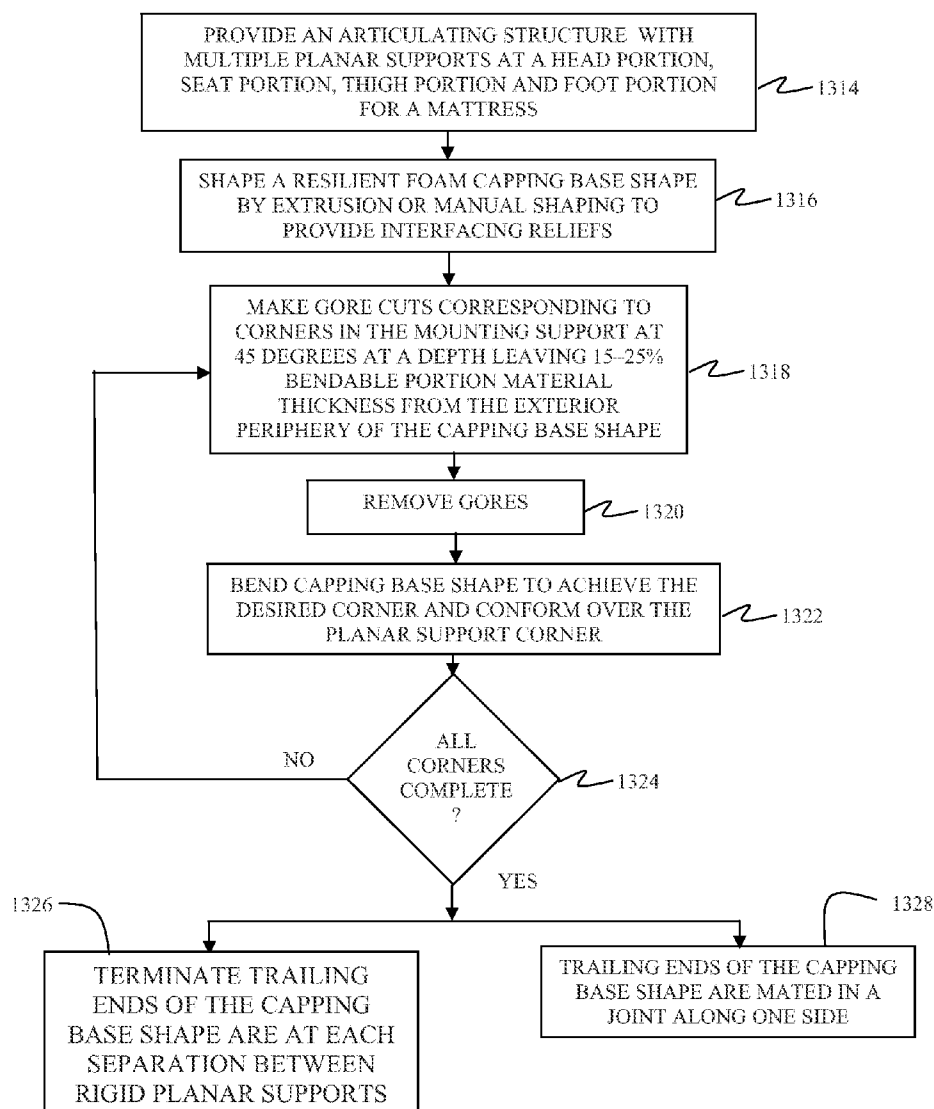 PROVIDE AN ARTICULATING STRUCTURE WITH
MULTIPLE PLANAR SUPPORTS AT A HEAD PORTION,
SEAT PORTION, THIGH PORTION AND FOOT PORTION
FOR A MATTRESS
1314
SHAPE A RESILIENT FOAM CAPPING BASE SHAPE
BY EXTRUSION OR MANUAL SHAPING TO
PROVIDE INTERFACING RELIEFS
1316
MAKE GORE CUTS CORRESPONDING TO
CORNERS IN THE MOUNTING SUPPORT AT
45 DEGREES AT A DEPTH LEAVING 15–25%
BENDABLE PORTION MATERIAL
THICKNESS FROM THE EXTERIOR
PERIPHERY OF THE CAPPING BASE SHAPE
1318
REMOVE GORES
1320
BEND CAPPING BASE SHAPE TO ACHIEVE THE
DESIRED CORNER AND CONFORM OVER THE
PLANAR SUPPORT CORNER
1322
ALL
CORNERS
COMPLETE
?
1324
NO
YES
1326
TERMINATE TRAILING
ENDS OF THE CAPPING
BASE SHAPE ARE AT EACH
SEPARATION BETWEEN
RIGID PLANAR SUPPORTS
1328
TRAILING ENDS OF THE CAPPING
BASE SHAPE ARE MATED IN A
JOINT ALONG ONE SIDE